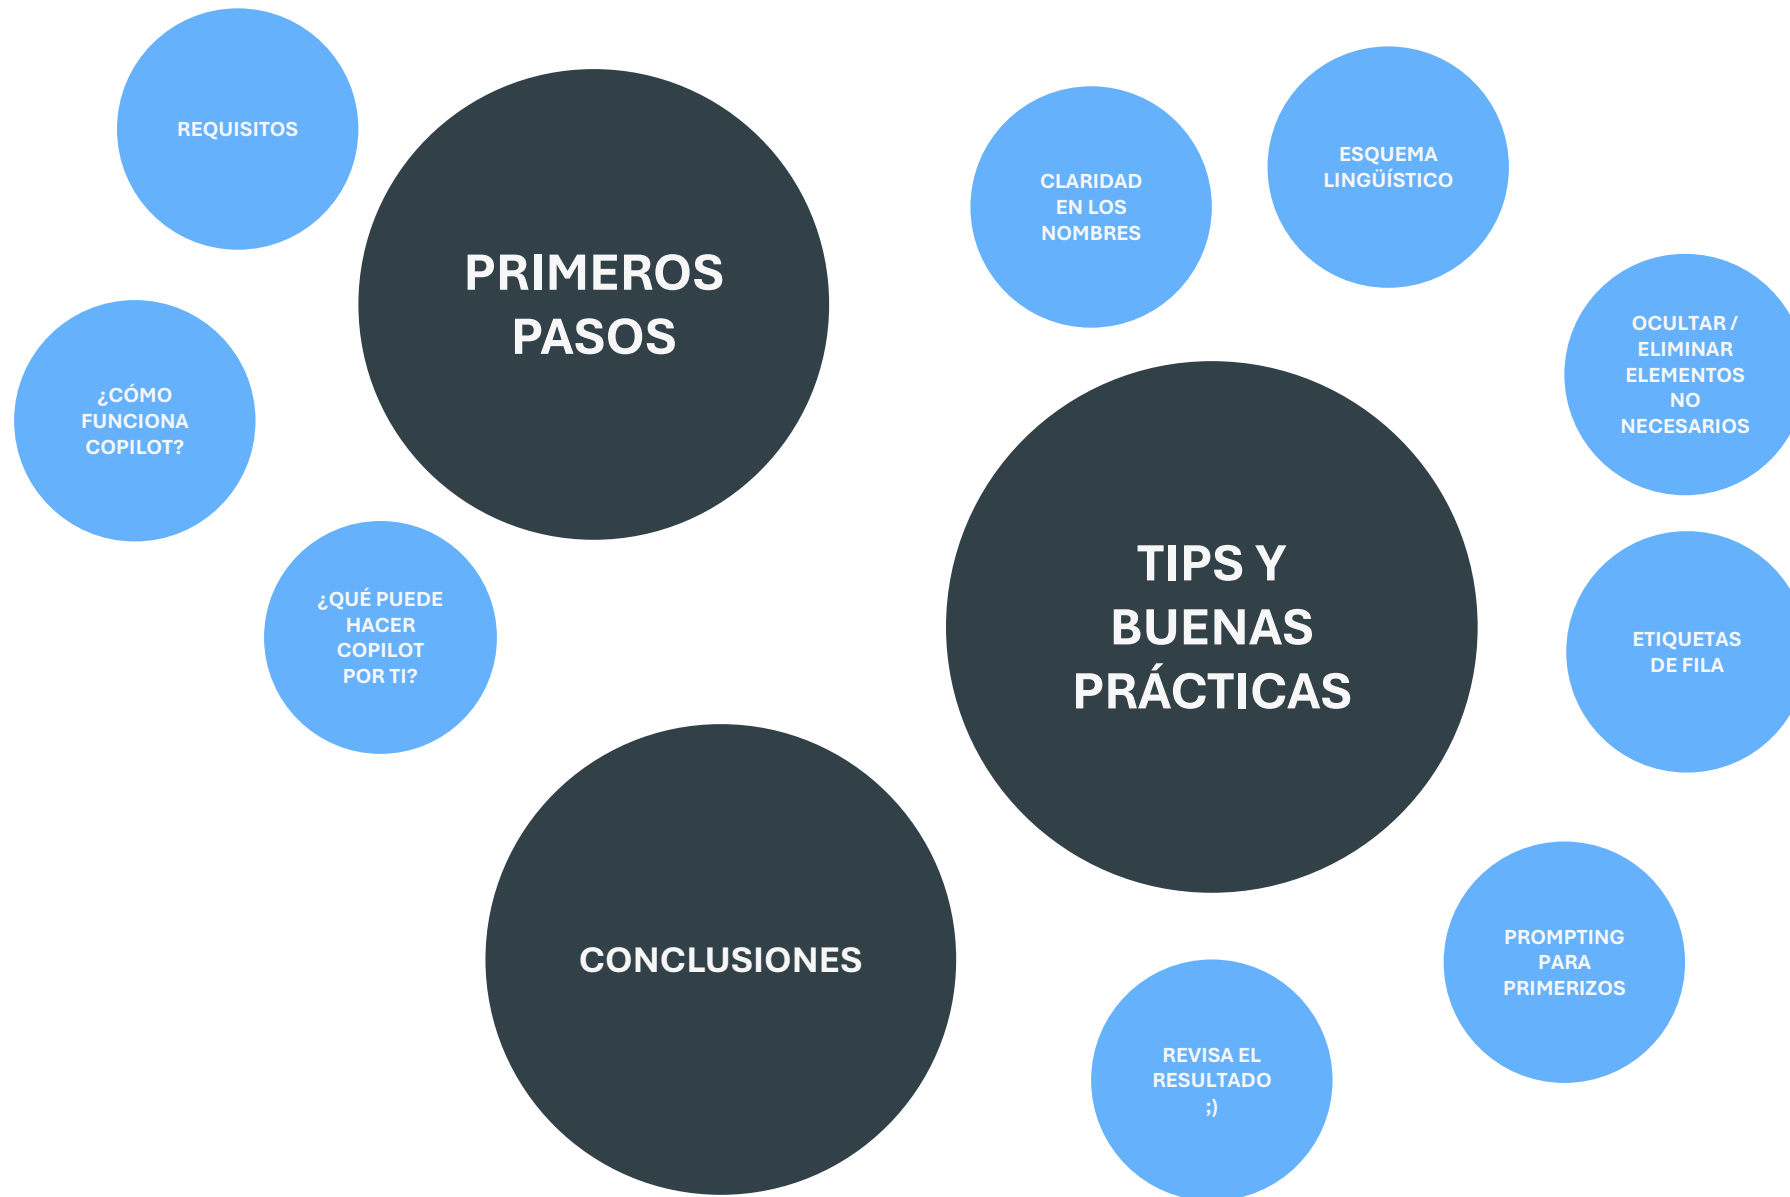 REQUISITOS
PRIMEROS
PASOS
¿CÓMO
FUNCIONA
COPILOT?
¿QUÉ PUEDE
HACER
COPILOT
POR TI?
CLARIDAD
EN LOS
NOMBRES
ESQUEMA
LINGÜÍSTICO
OCULTAR /
ELIMINAR
ELEMENTOS
NO
NECESARIOS
TIPS Y
BUENAS
PRÁCTICAS
ETIQUETAS
DE FILA
PROMPTING
PARA
PRIMERIZOS
REVISA EL
RESULTADO
;)
CONCLUSIONES